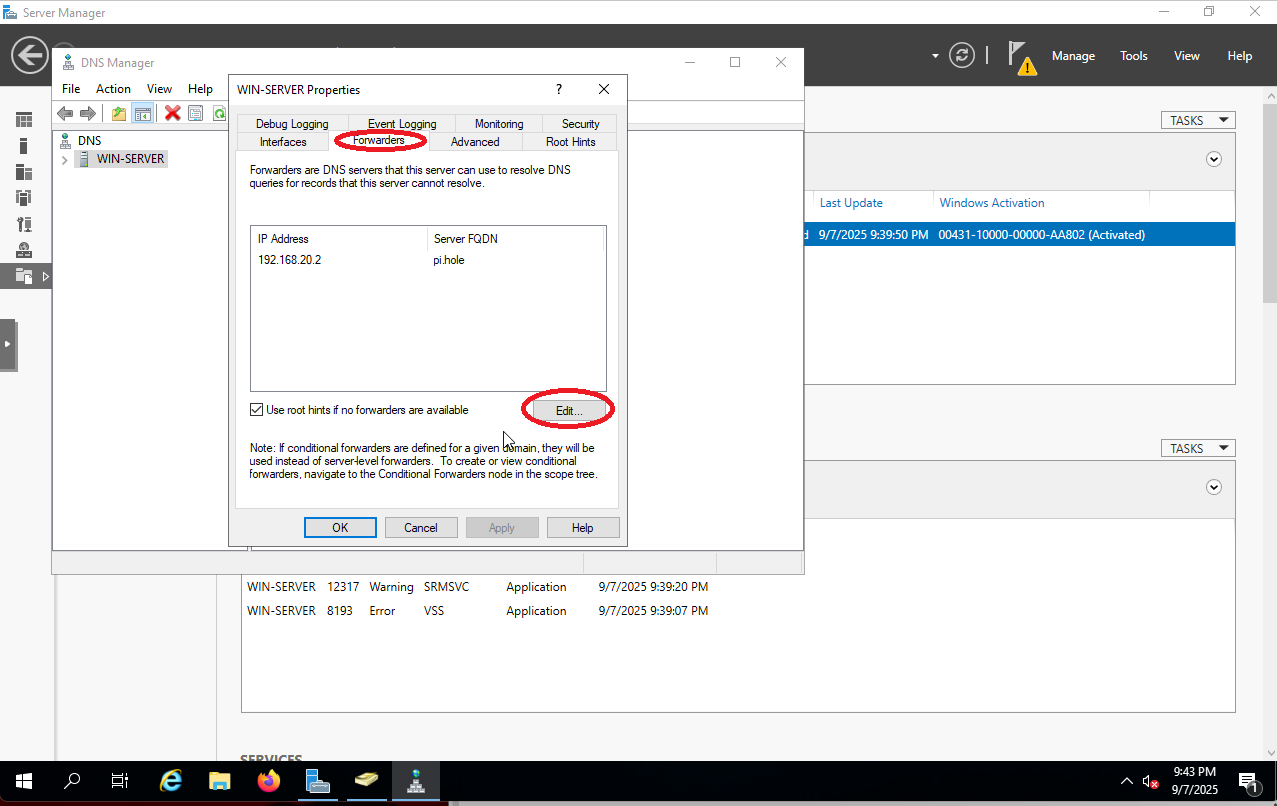 Server Manager
Manage Tools View Help
DNS Manager
File Action View Help
DNS
WIN-SERVER
WIN-SERVER Properties
?
Debug Logging Event Logging Monitoring Security
Interfaces Forwarders Advanced Root Hints
Forwarders are DNS servers that this server can use to resolve DNS
queries for records that this server cannot resolve.
IP Address Server FQDN
192.168.20.2 pi.hole
Use root hints if no forwarders are available
Edit...
Note: If conditional forwarders are defined for a given domain, they will be
used instead of server-level forwarders. To create or view conditional
forwarders, navigate to the Conditional Forwarders node in the scope tree.
OK Cancel Apply Help
TASKS
Last Update Windows Activation
d 9/7/2025 9:39:50 PM 00431-10000-00000-AA802 (Activated)
TASKS
WIN-SERVER 12317 Warning SRMSVC Application 9/7/2025 9:39:20 PM
WIN-SERVER 8193 Error VSS Application 9/7/2025 9:39:07 PM
SERVICES
9:43 PM
9/7/2025
1